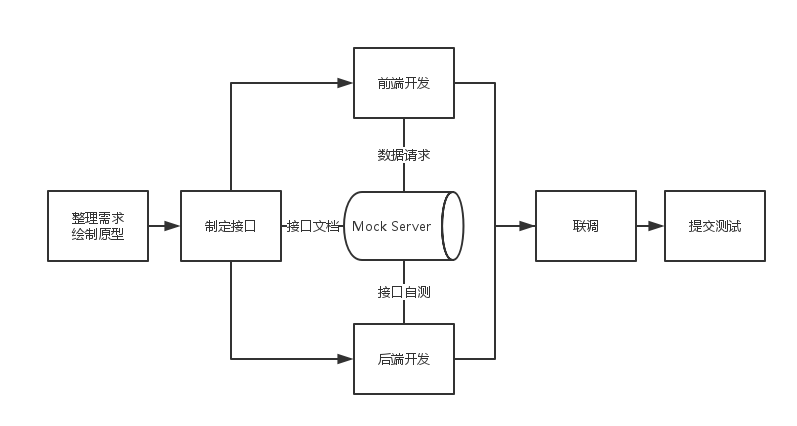 前端开发
数据请求
整理需求
绘制原型
制定接口
接口文档
Mock Server
联调
提交测试
接口自测
后端开发